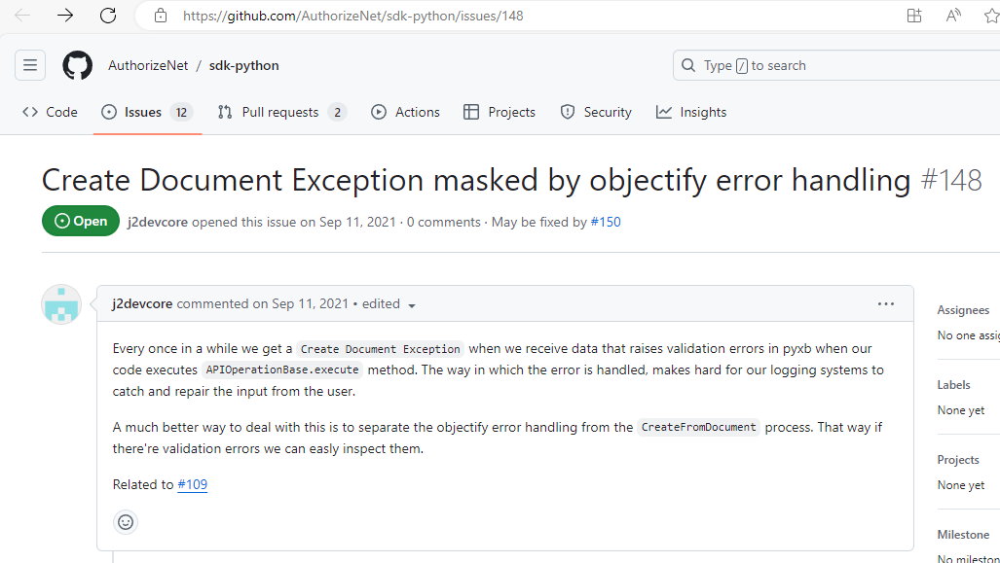 https://github.com/AuthorizeNet/sdk-python/issues/148
AuthorizeNet / sdk-python
Type / to search
Code Issues 12 Pull requests 2 Actions Projects Security Insights
Create Document Exception masked by objectify error handling #148
Open j2devcore opened this issue on Sep 11, 2021 · 0 comments · May be fixed by #150
j2devcore commented on Sep 11, 2021 • edited
Every once in a while we get a Create Document Exception when we receive data that raises validation errors in pyxb when our
code executes APIOperationBase.execute method. The way in which the error is handled, makes hard for our logging systems to
catch and repair the input from the user.
A much better way to deal with this is to separate the objectify error handling from the CreateFromDocument process. That way if
there're validation errors we can easly inspect them.
Related to #109
Assignees
No one assig
Labels
None yet
Projects
None yet
Milestone
No mileston